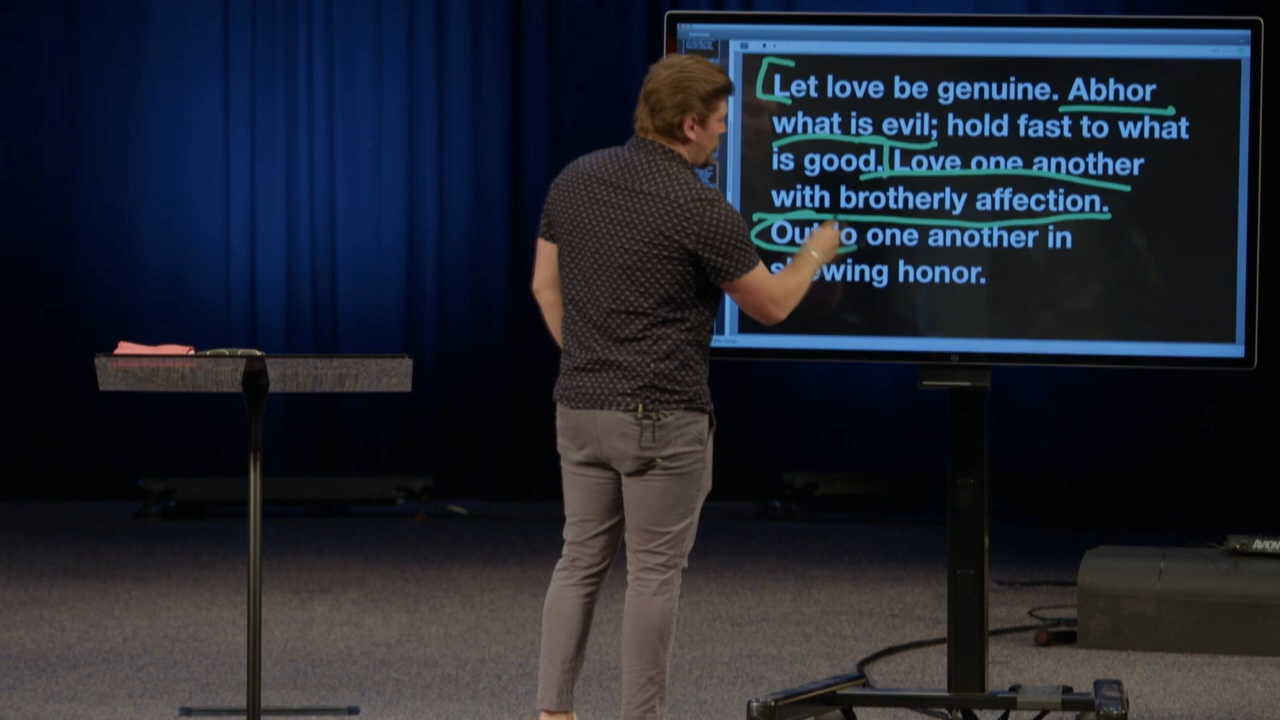 Let love be genuine. Abhor
what is evil; hold fast to what
is good. Love one another
with brotherly affection.
one another in
honor.